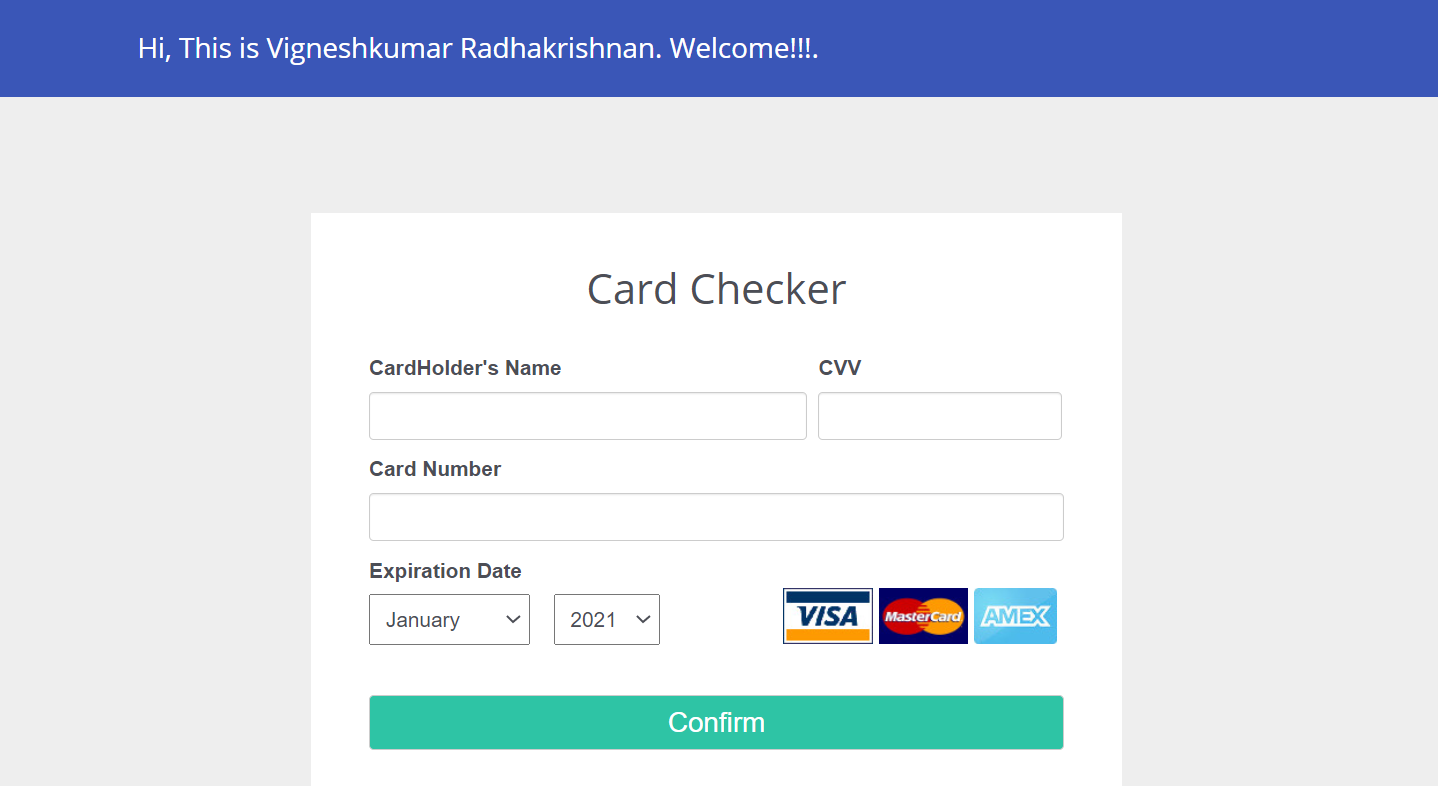 Hi, This is Vigneshkumar Radhakrishnan. Welcome!!!.
Card Checker
CardHolder's Name CVV
Card Number
Expiration Date
January 2021 VISA MasterCard AMEX
Confirm